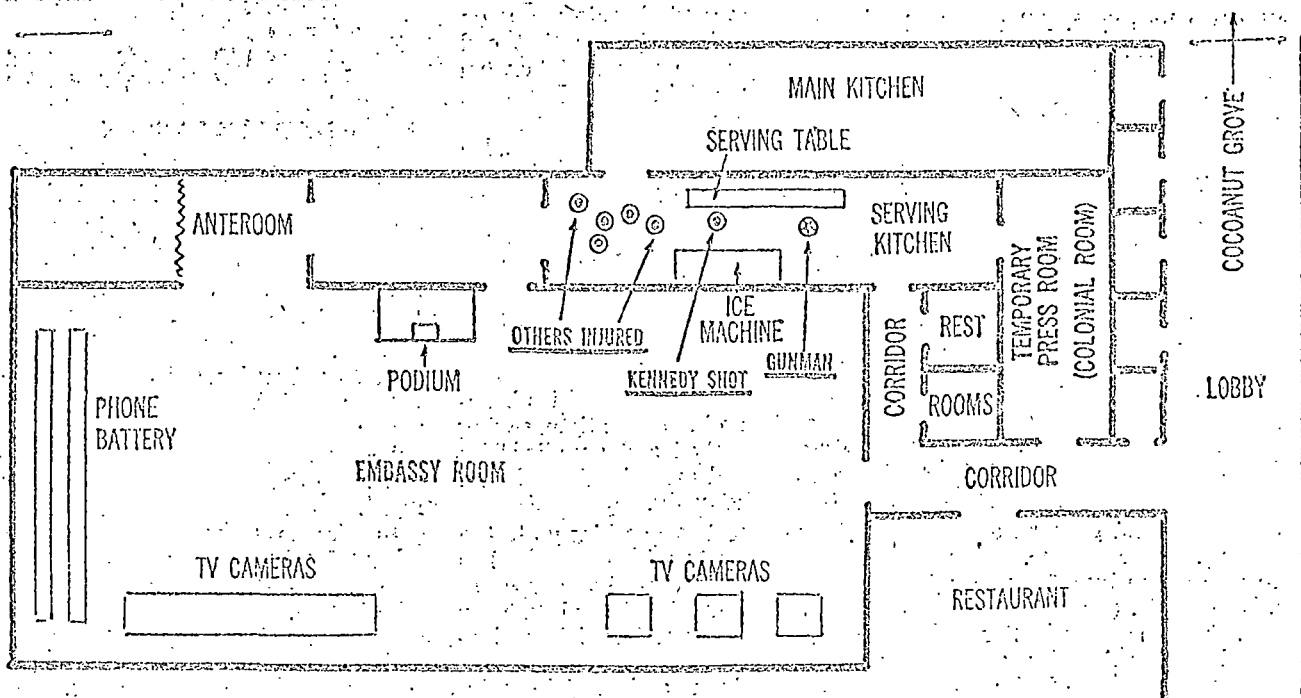 MAIN KITCHEN
SERVING TABLE
COCOANUT GROVE
ANTEROOM
SERVING
KITCHEN
TEMPORARY
PRESS ROOM
(COLONIAL ROOM)
OTHERS INJURED
ICE
MACHINE
GUNMAN
KENNEDY SHOT
CORRIDOR
REST
ROOMS
PODIUM
LOBBY
PHONE
BATTERY
EMBASSY ROOM
CORRIDOR
TV CAMERAS
TV CAMERAS
RESTAURANT